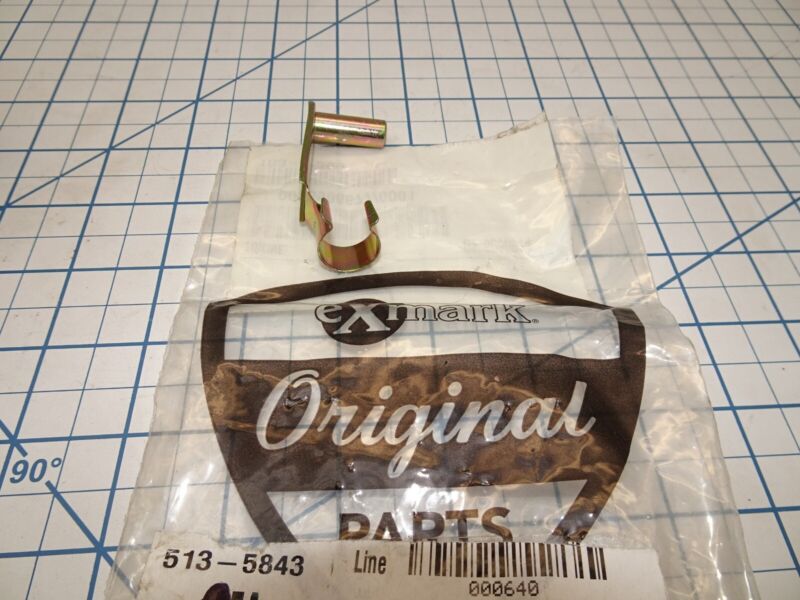 exmark®
Original
PARTS
90°
513-5843 Line
000640